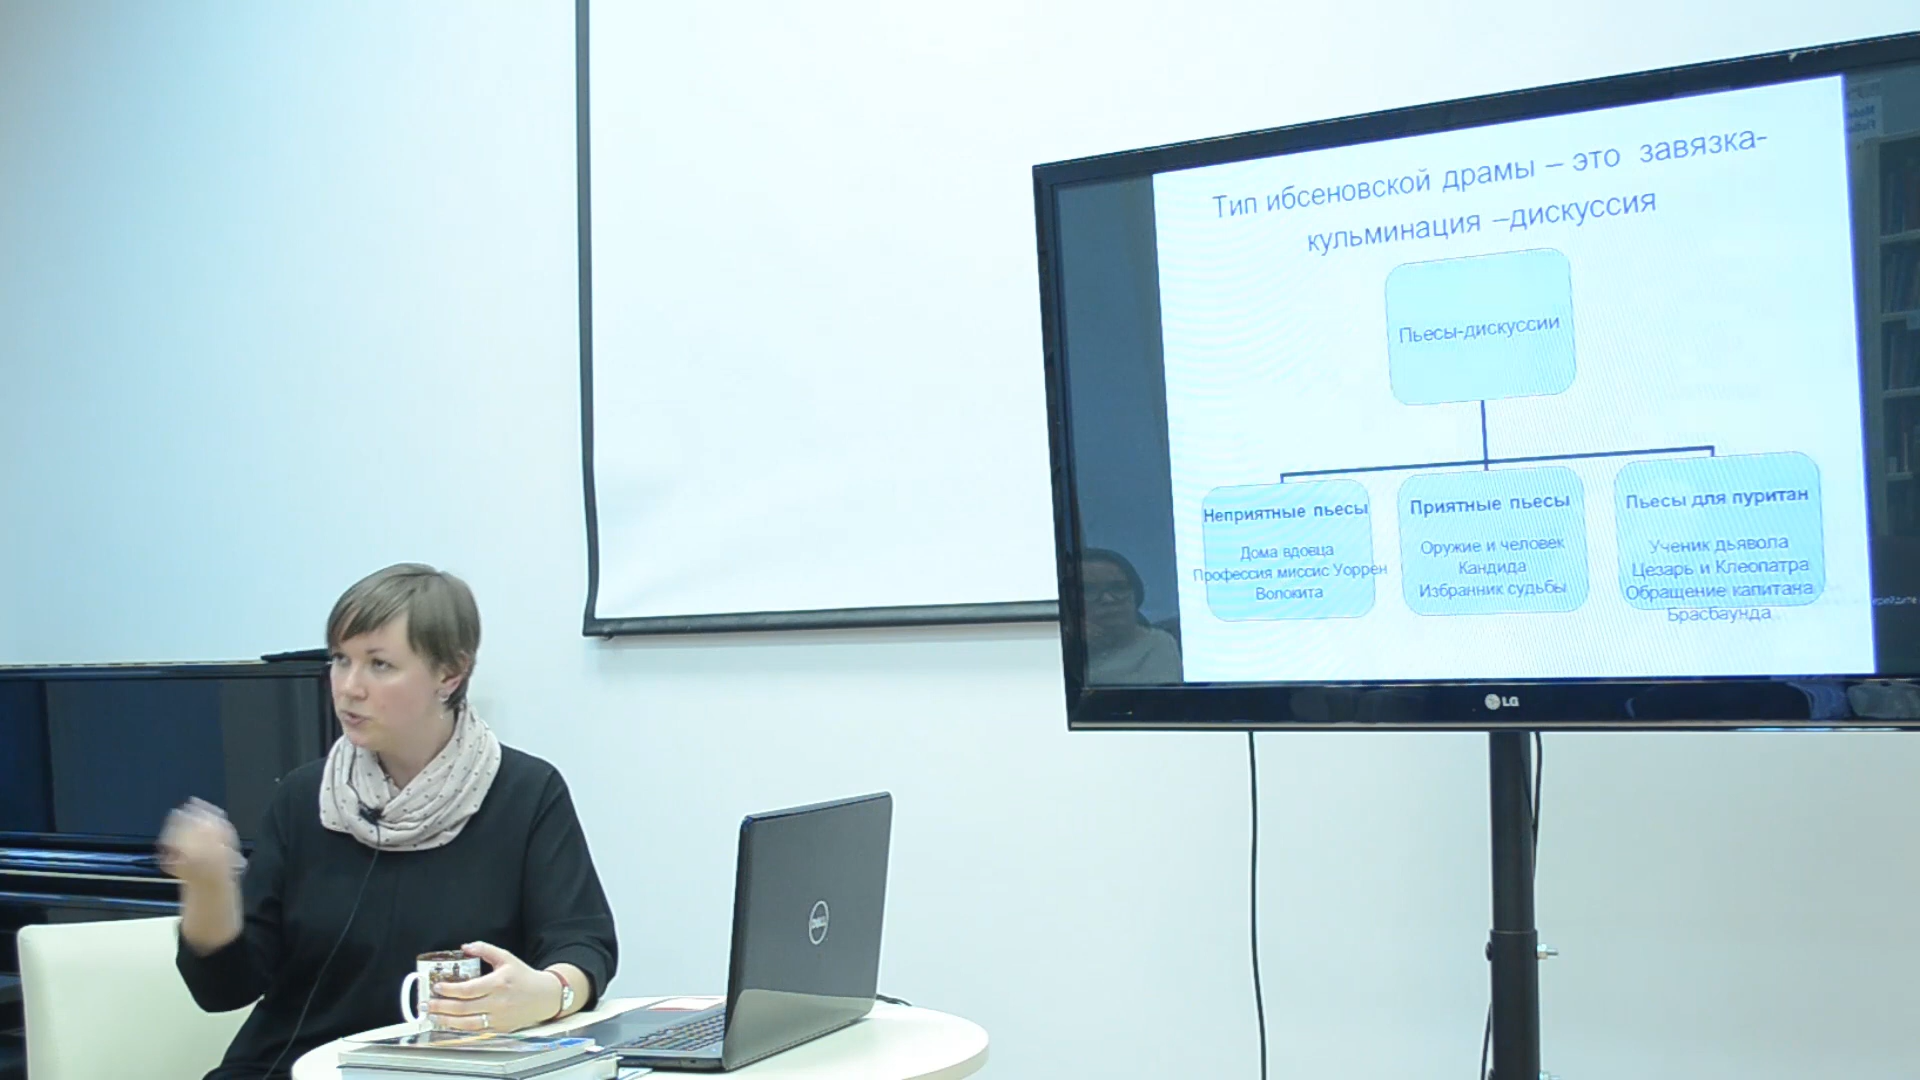 Тип ибсеновской драмы – это завязка-
кульминация –дискуссия
Пьесы-дискуссии
Неприятные пьесы
Дома вдовца
Профессия миссис Уоррен
Волокита
Приятные пьесы
Оружие и человек
Кандида
Избранник судьбы
Пьесы для пуритан
Ученик дьявола
Цезарь и Клеопатра
Обращение капитана
Брасбаунда
LG
DELL